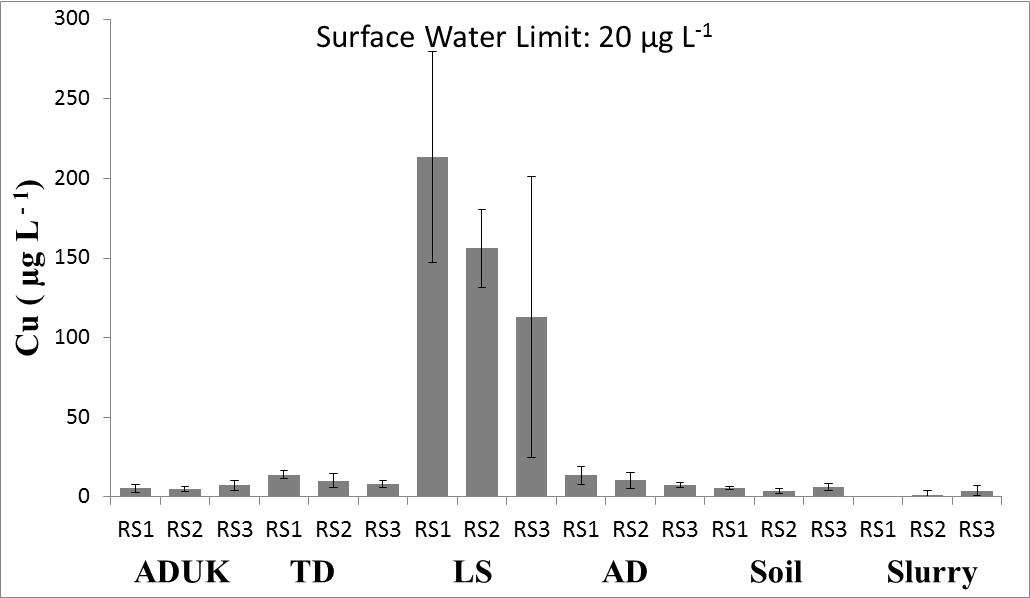 Surface Water Limit: 20 µg L-1
Cu ( µg L - 1)
300
250
200
150
100
50
0
RS1 RS2 RS3 RS1 RS2 RS3 RS1 RS2 RS3 RS1 RS2 RS3 RS1 RS2 RS3 RS1 RS2 RS3
ADUK TD LS AD Soil Slurry